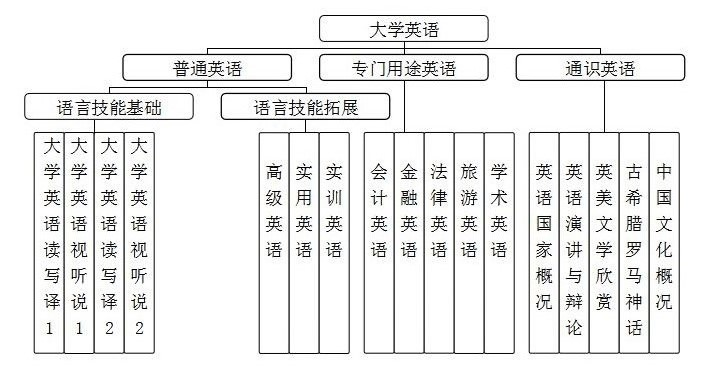 大学英语
普通英语
专门用途英语
通识英语
语言技能基础
语言技能拓展
大学英语读写译1
大学英语视听说1
大学英语读写译2
大学英语视听说2
高级英语
实用英语
实训英语
会计英语
金融英语
法律英语
旅游英语
学术英语
英语国家概况
英语演讲与辩论
英美文学欣赏
古希腊罗马神话
中国文化概况